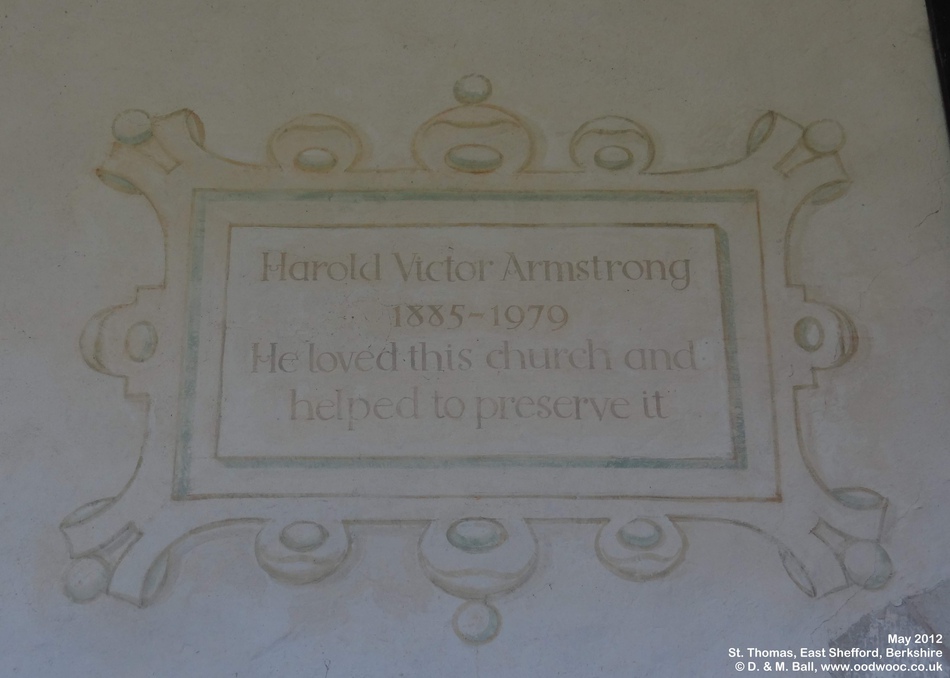 Harold Victor Armstrong
1885-1979
He loved this church and
helped to preserve it
May 2012
St. Thomas, East Shefford, Berkshire
© D. & M. Ball, www.oodwooc.co.uk